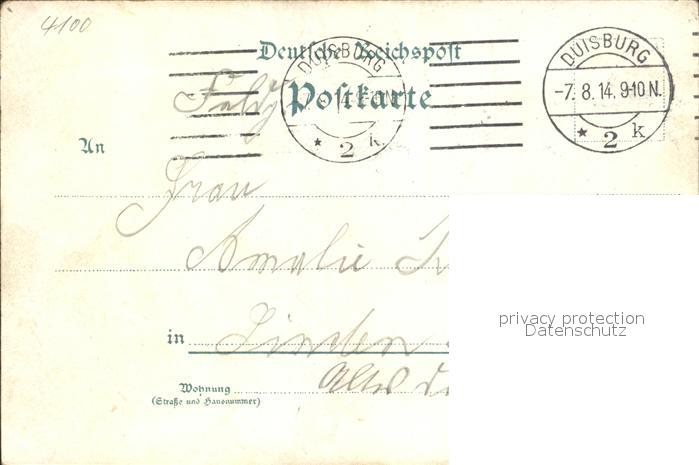 4100
Deutsche Reichspost
DUISBURG
DUISBURG
Postkarte
-7. 8. 14. 9-10 N.
* 2 k
* 2 k
An
Frau
Amalie
in Linden
Wohnung
(Straße und Hausnummer)
privacy protection
Datenschutz